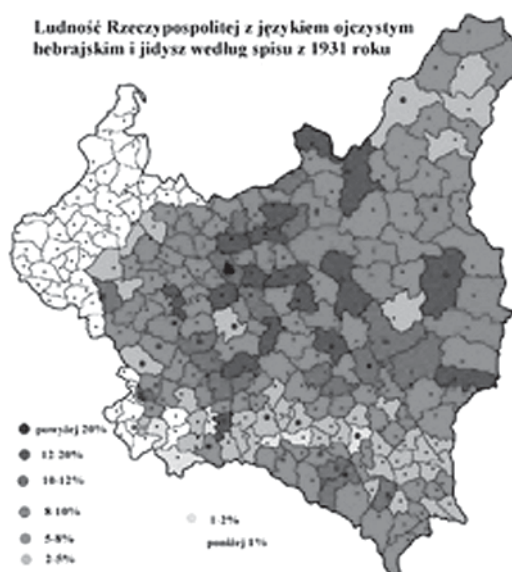 Ludność Rzeczypospolitej z językiem ojczystym
hebrajskim i jidysz według spisu z 1931 roku
powyżej 20%
12-20%
10-12%
8-10%
5-8%
2-5%
1-2%
poniżej 1%